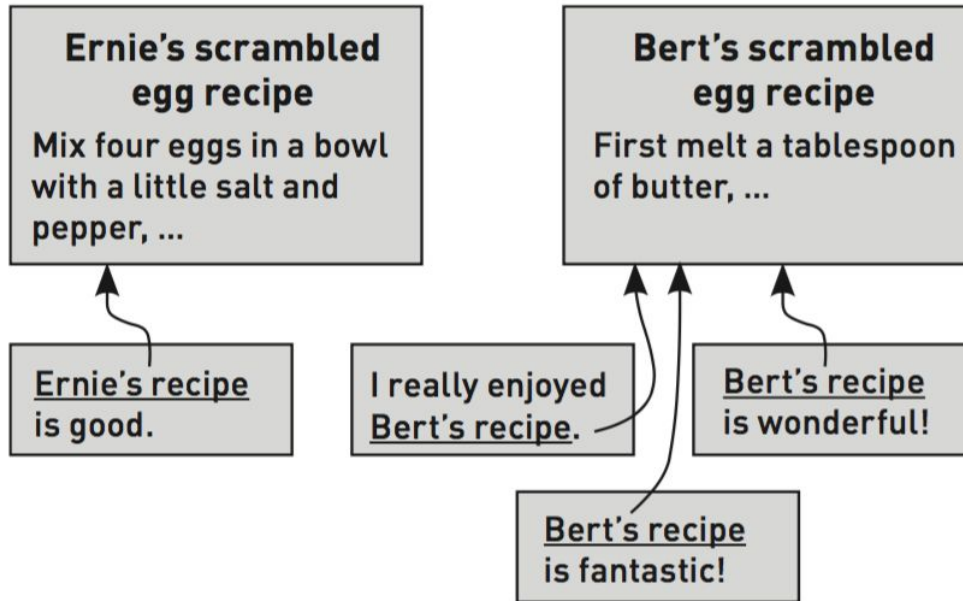 Ernie’s scrambled
egg recipe
Mix four eggs in a bowl
with a little salt and
pepper, ...
Bert’s scrambled
egg recipe
First melt a tablespoon
of butter, ...
Ernie’s recipe
is good.
I really enjoyed
Bert’s recipe.
Bert’s recipe
is wonderful!
Bert’s recipe
is fantastic!